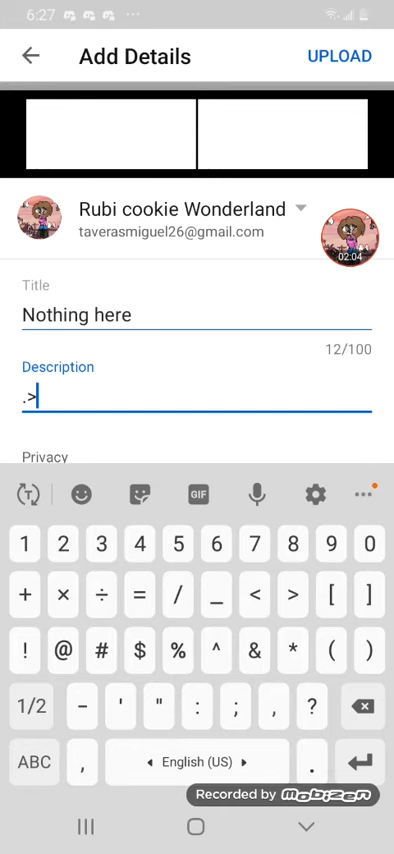 6:27
Add Details
UPLOAD
Rubi cookie Wonderland
taverasmiguel26@gmail.com
02:04
Title
Nothing here
12/100
Description
.>
Privacy
T
GIF
1 2 3 4 5 6 7 8 9 0
+ × ÷ = / _ < > [ ]
! @ # $ % ^ & * ( )
1/2 - ' " : ; , ?
ABC , English (US) .
Recorded by mobizen